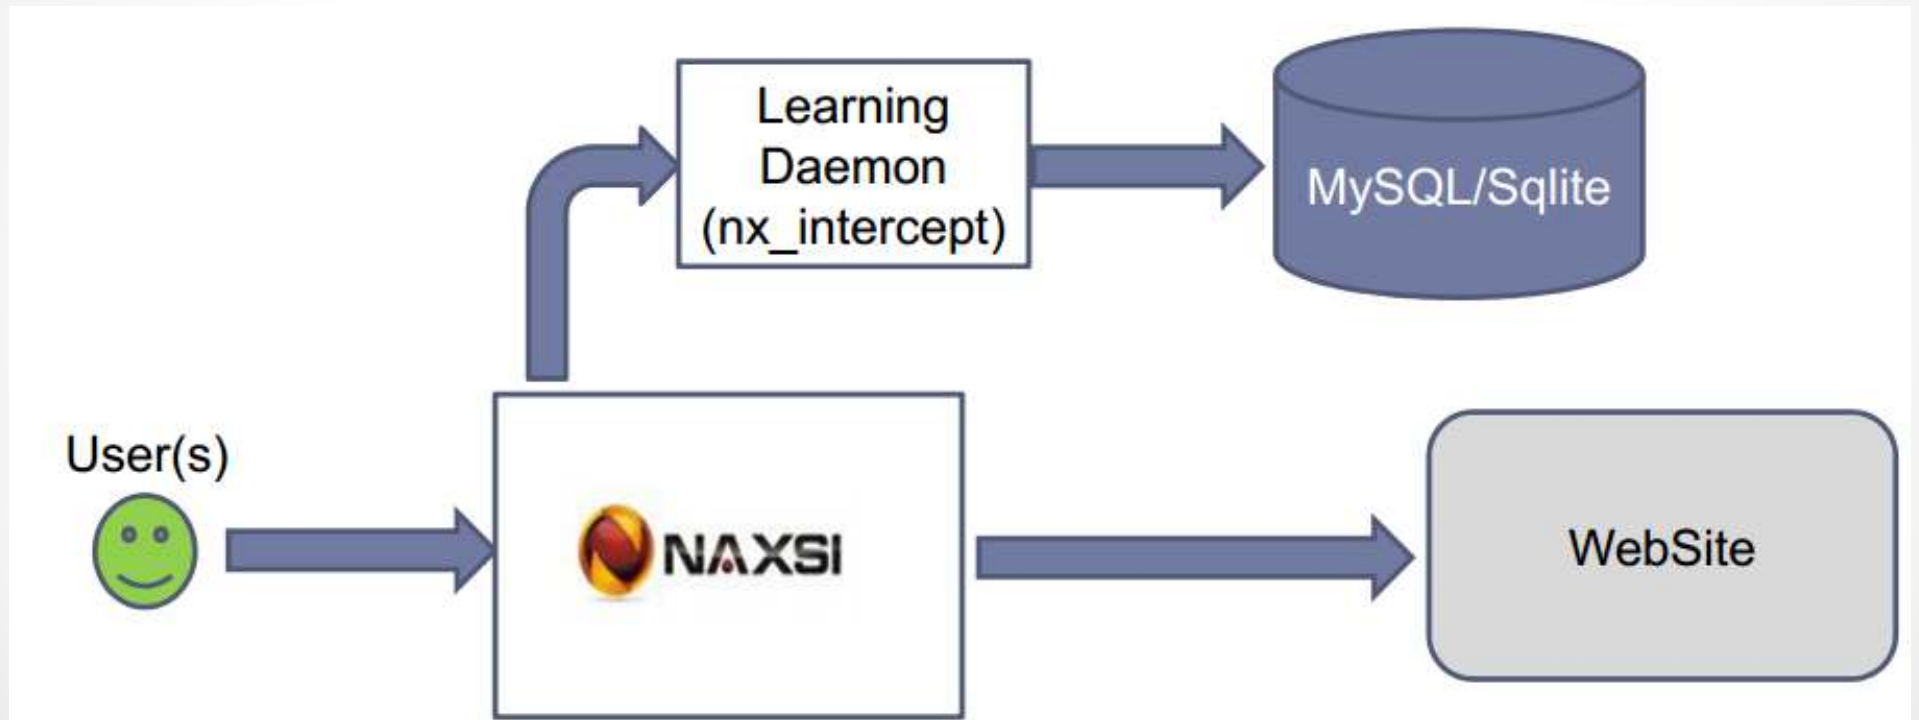 Learning
Daemon
(nx_intercept)
MySQL/Sqlite
User(s)
NAXSI
WebSite